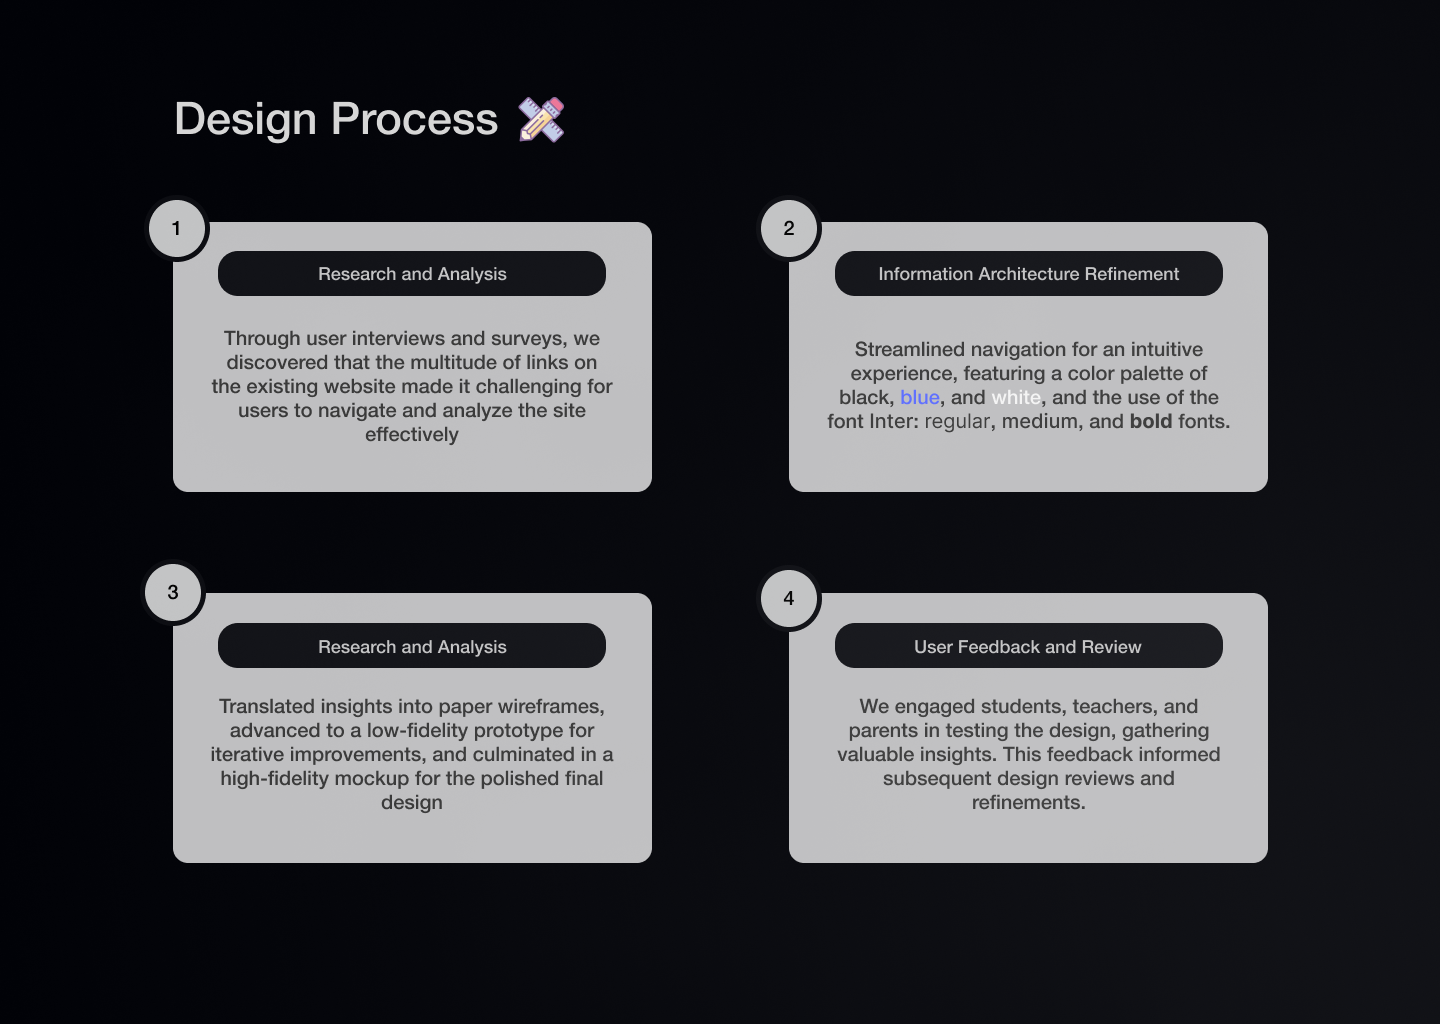 Design Process
1
Research and Analysis
Through user interviews and surveys, we
discovered that the multitude of links on
the existing website made it challenging for
users to navigate and analyze the site
effectively
2
Information Architecture Refinement
Streamlined navigation for an intuitive
experience, featuring a color palette of
black, blue, and white, and the use of the
font Inter: regular, medium, and bold fonts.
3
Research and Analysis
Translated insights into paper wireframes,
advanced to a low-fidelity prototype for
iterative improvements, and culminated in a
high-fidelity mockup for the polished final
design
4
User Feedback and Review
We engaged students, teachers, and
parents in testing the design, gathering
valuable insights. This feedback informed
subsequent design reviews and
refinements.